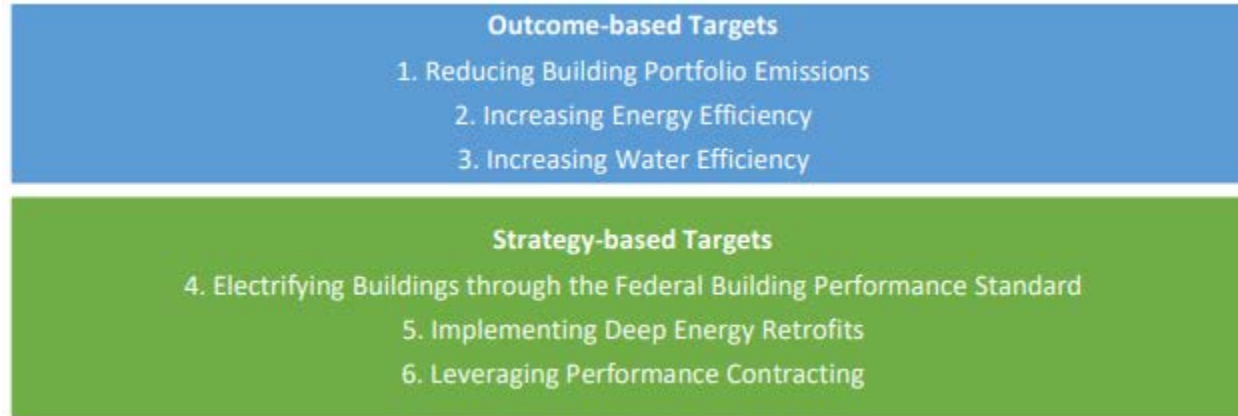 Outcome-based Targets
1. Reducing Building Portfolio Emissions
2. Increasing Energy Efficiency
3. Increasing Water Efficiency
Strategy-based Targets
4. Electrifying Buildings through the Federal Building Performance Standard
5. Implementing Deep Energy Retrofits
6. Leveraging Performance Contracting